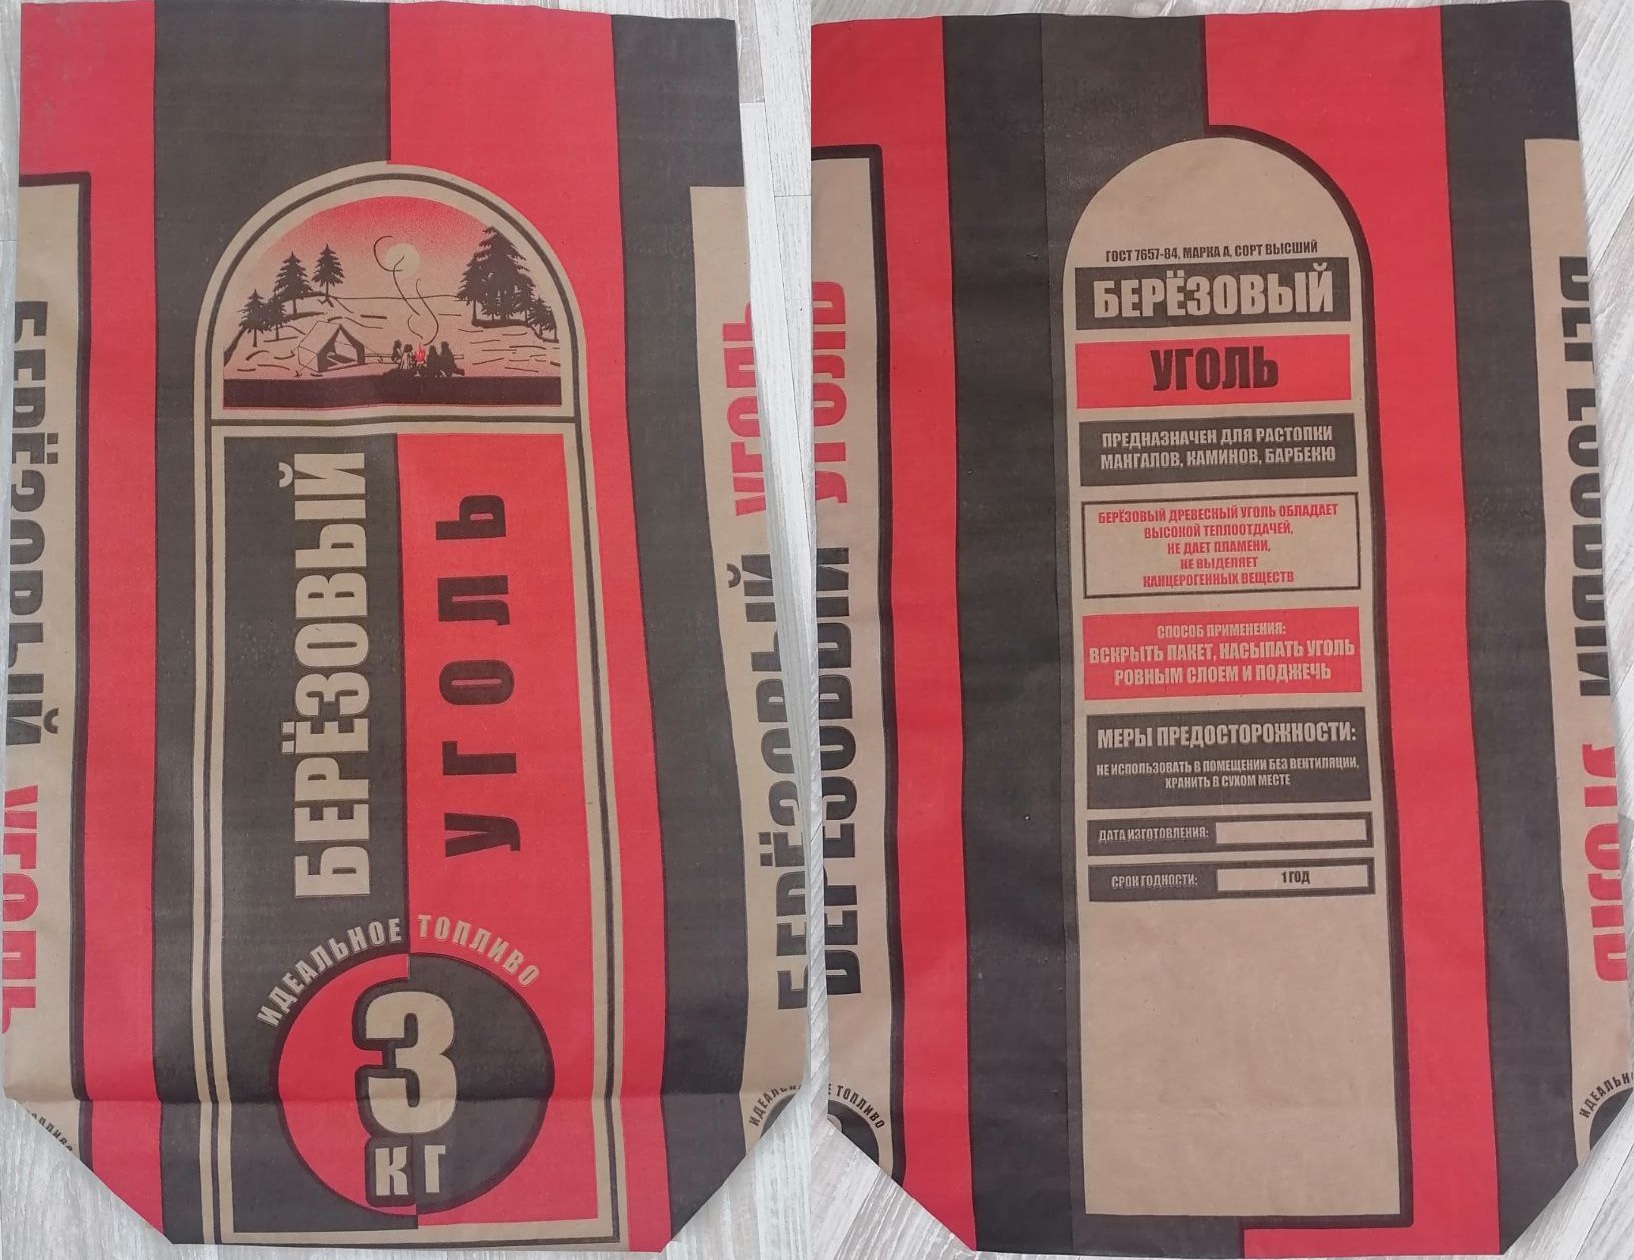 БЕРЁЗОВЫЙ УГОЛЬ
БЕРЁЗОВЫЙ
УГОЛЬ
ИДЕАЛЬНОЕ ТОПЛИВО
3
КГ
БЕРЁЗОВЫЙ УГОЛЬ
БЕРЁЗОВЫЙ УГОЛЬ
Е ТОПЛИВО
ГОСТ 7657-84, МАРКА А, СОРТ ВЫСШИЙ
БЕРЁЗОВЫЙ
УГОЛЬ
ПРЕДНАЗНАЧЕН ДЛЯ РАСТОПКИ
МАНГАЛОВ, КАМИНОВ, БАРБЕКЮ
БЕРЁЗОВЫЙ ДРЕВЕСНЫЙ УГОЛЬ ОБЛАДАЕТ
ВЫСОКОЙ ТЕПЛООТДАЧЕЙ,
НЕ ДАЕТ ПЛАМЕНИ,
НЕ ВЫДЕЛЯЕТ
КАНЦЕРОГЕННЫХ ВЕЩЕСТВ
СПОСОБ ПРИМЕНЕНИЯ:
ВСКРЫТЬ ПАКЕТ, НАСЫПАТЬ УГОЛЬ
РОВНЫМ СЛОЕМ И ПОДЖЕЧЬ
МЕРЫ ПРЕДОСТОРОЖНОСТИ:
НЕ ИСПОЛЬЗОВАТЬ В ПОМЕЩЕНИИ БЕЗ ВЕНТИЛЯЦИИ,
ХРАНИТЬ В СУХОМ МЕСТЕ
ДАТА ИЗГОТОВЛЕНИЯ:
СРОК ГОДНОСТИ: 1 ГОД
БЕРЁЗОВЫЙ УГОЛЬ